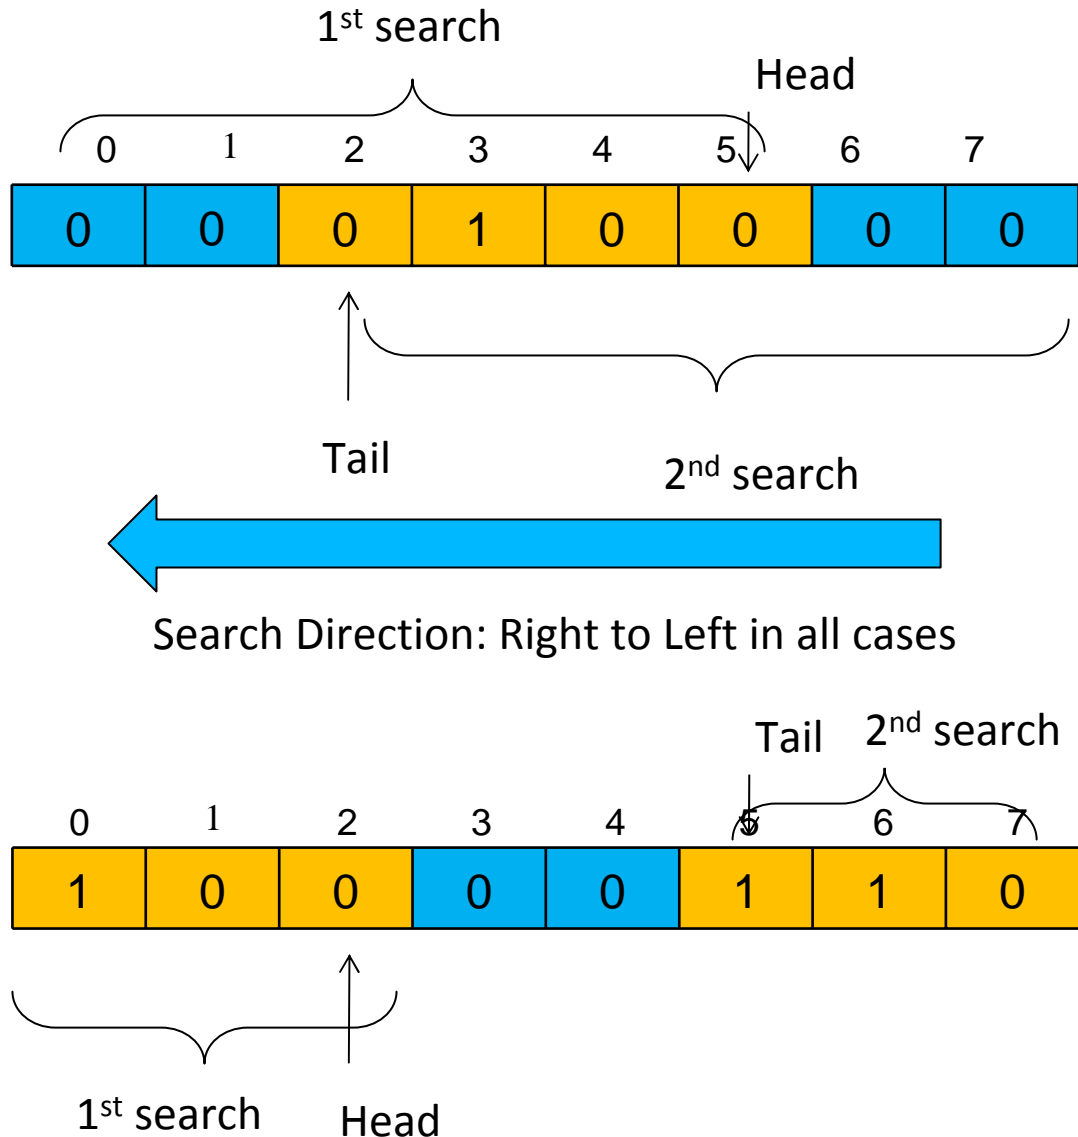 1st search
Head
0 1 2 3 4 5 6 7
0 0 0 1 0 0 0 0
Tail
2nd search
Search Direction: Right to Left in all cases
Tail 2nd search
0 1 2 3 4 5 6 7
1 0 0 0 0 1 1 0
1st search
Head